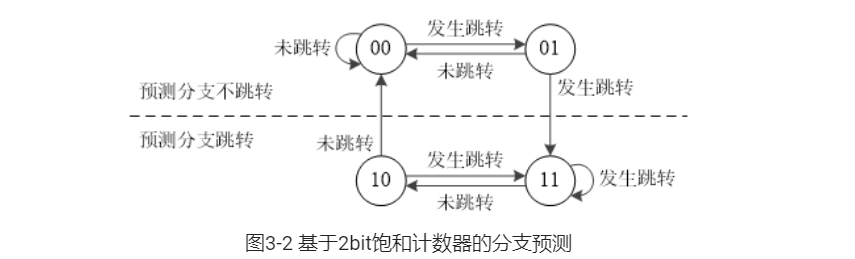 发生跳转
未跳转
00
01
未跳转
预测分支不跳转
发生跳转
预测分支跳转
未跳转
发生跳转
10
11
发生跳转
未跳转
图3-2 基于2bit饱和计数器的分支预测